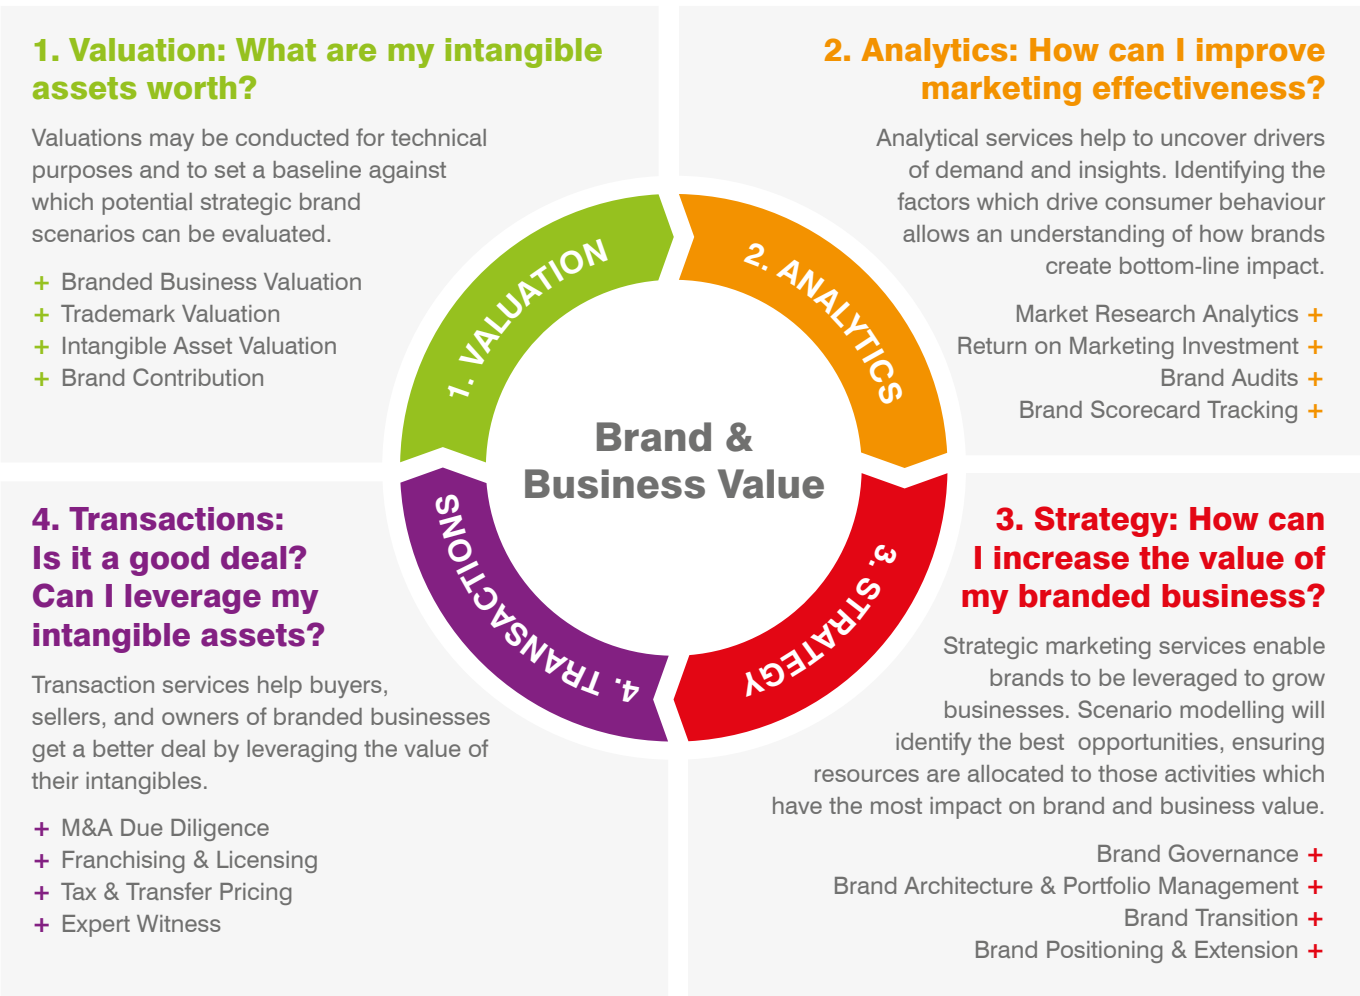 1. Valuation: What are my intangible
assets worth?
Valuations may be conducted for technical
purposes and to set a baseline against
which potential strategic brand
scenarios can be evaluated.
+ Branded Business Valuation
+ Trademark Valuation
+ Intangible Asset Valuation
+ Brand Contribution
2. Analytics: How can I improve
marketing effectiveness?
Analytical services help to uncover drivers
of demand and insights. Identifying the
factors which drive consumer behaviour
allows an understanding of how brands
create bottom-line impact.
Market Research Analytics +
Return on Marketing Investment +
Brand Audits +
Brand Scorecard Tracking +
1. VALUATION
2. ANALYTICS
Brand &
Business Value
3. STRATEGY
4. TRANSACTIONS
3. Strategy: How can
I increase the value of
my branded business?
Strategic marketing services enable
brands to be leveraged to grow
businesses. Scenario modelling will
identify the best  opportunities, ensuring
resources are allocated to those activities which
have the most impact on brand and business value.
Brand Governance +
Brand Architecture & Portfolio Management +
Brand Transition +
Brand Positioning & Extension +
4. Transactions:
Is it a good deal?
Can I leverage my
intangible assets?
Transaction services help buyers,
sellers, and owners of branded businesses
get a better deal by leveraging the value of
their intangibles.
+ M&A Due Diligence
+ Franchising & Licensing
+ Tax & Transfer Pricing
+ Expert Witness